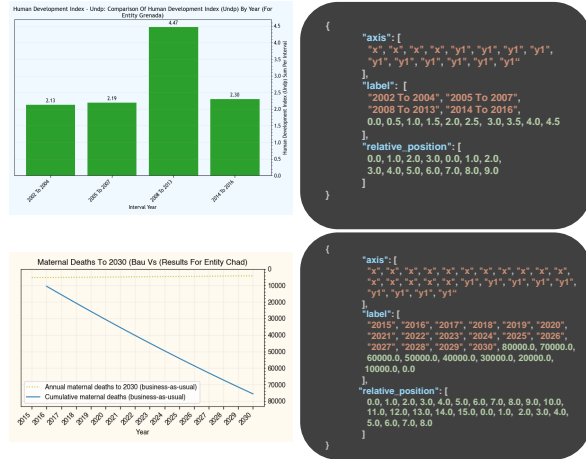 Human Development Index - Undp: Comparison Of Human Development Index (Undp) By Year (For
Entity Grenada)
4.47
2.30
2.19
2.13
4.5
4.0
3.5
3.0
2.5
2.0
1.5
1.0
0.5
0.0
Human Development Index (Undp) Sum Per Interval
2002 To 2004
2005 To 2007
2008 To 2013
2014 To 2016
Interval Year
{
"axis": [
"x", "x", "x", "x", "y1", "y1", "y1", "y1",
"y1", "y1", "y1", "y1", "y1", "y1"
],
"label": [
"2002 To 2004", "2005 To 2007",
"2008 To 2013", "2014 To 2016",
0.0, 0.5, 1.0, 1.5, 2.0, 2.5, 3.0, 3.5, 4.0, 4.5
],
"relative_position": [
0.0, 1.0, 2.0, 3.0, 0.0, 1.0, 2.0,
3.0, 4.0, 5.0, 6.0, 7.0, 8.0, 9.0
]
}
Maternal Deaths To 2030 (Bau Vs (Results For Entity Chad)
0
10000
20000
30000
40000
50000
60000
70000
80000
Annual maternal deaths to 2030 (business-as-usual)
Cumulative maternal deaths (business-as-usual)
2015
2016
2017
2018
2019
2020
2021
2022
2023
2024
2025
2026
2027
2028
2029
2030
Year
{
"axis": [
"x", "x", "x", "x", "x", "x", "x", "x", "x", "x", "x",
"x", "x", "x", "x", "x", "y1", "y1", "y1", "y1", "y1",
"y1", "y1", "y1", "y1"
],
"label": [
"2015", "2016", "2017", "2018", "2019", "2020",
"2021", "2022", "2023", "2024", "2025", "2026",
"2027", "2028", "2029", "2030", 80000.0, 70000.0,
60000.0, 50000.0, 40000.0, 30000.0, 20000.0,
10000.0, 0.0
],
"relative_position": [
0.0, 1.0, 2.0, 3.0, 4.0, 5.0, 6.0, 7.0, 8.0, 9.0, 10.0,
11.0, 12.0, 13.0, 14.0, 15.0, 0.0, 1.0, 2.0, 3.0, 4.0,
5.0, 6.0, 7.0, 8.0
]
}